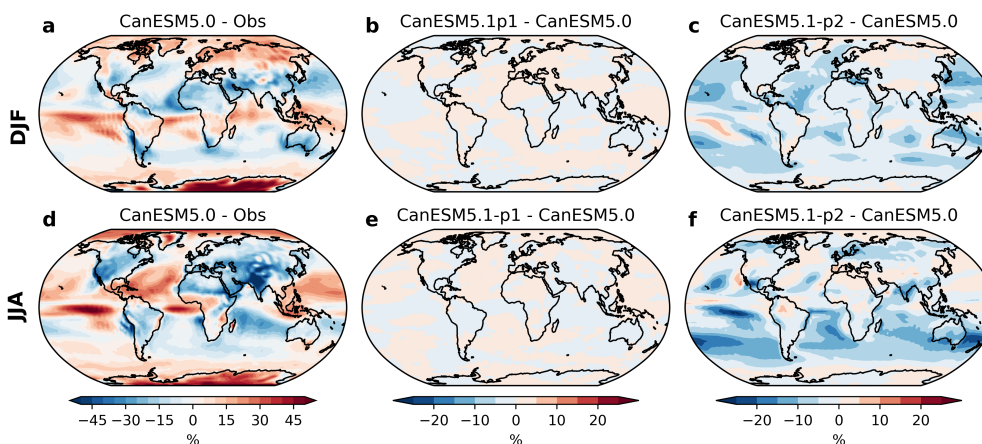 a CanESM5.0 - Obs
b CanESM5.1p1 - CanESM5.0
c CanESM5.1-p2 - CanESM5.0
DJF
d CanESM5.0 - Obs
e CanESM5.1-p1 - CanESM5.0
f CanESM5.1-p2 - CanESM5.0
JJA
−45 −30 −15 0 15 30 45
%
−20 −10 0 10 20
%
−20 −10 0 10 20
%